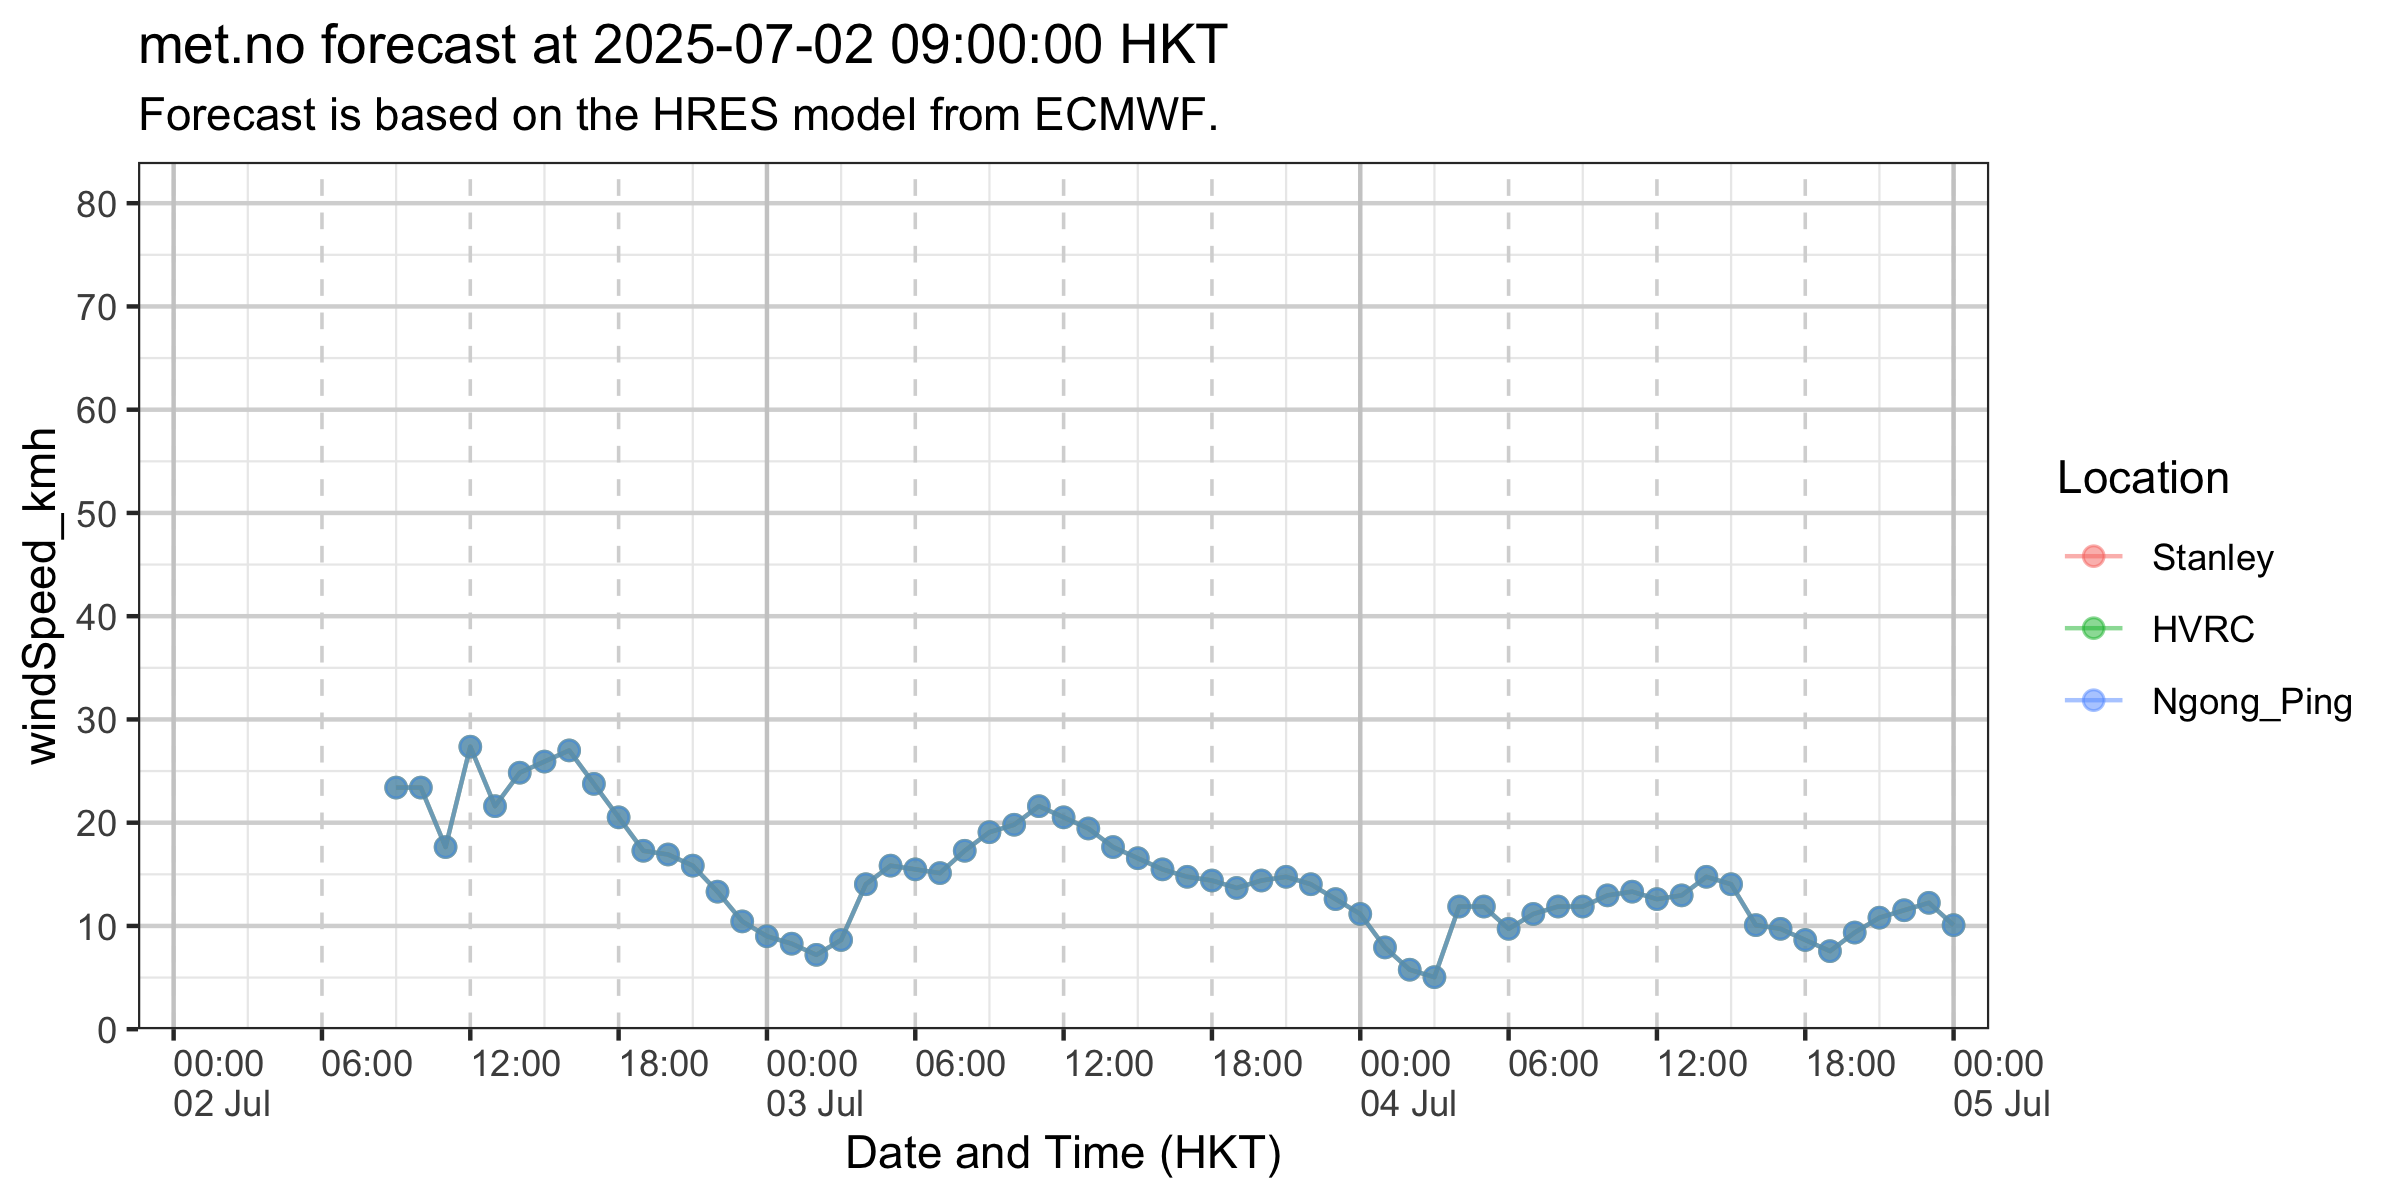 met.no forecast at 2025-07-02 09:00:00 HKT
Forecast is based on the HRES model from ECMWF.
windSpeed_kmh
80
70
60
50
40
30
20
10
0
00:00 06:00 12:00 18:00 00:00 06:00 12:00 18:00 00:00 06:00 12:00 18:00 00:00
02 Jul 03 Jul 04 Jul 05 Jul
Date and Time (HKT)
Location
Stanley
HVRC
Ngong_Ping